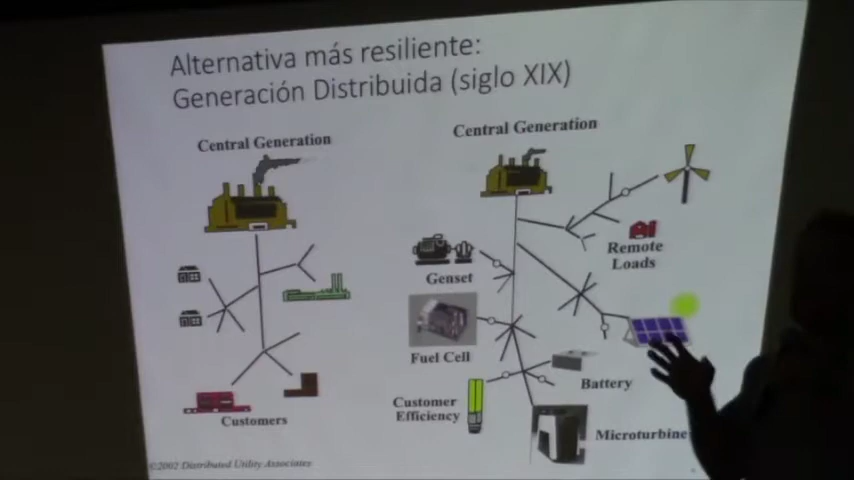 Alternativa más resiliente:
Generación Distribuida (siglo XIX)
Central Generation
Customers
Central Generation
Remote
Loads
Genset
Fuel Cell
Battery
Customer
Efficiency
Microturbine
©2002 Distributed Utility Associates